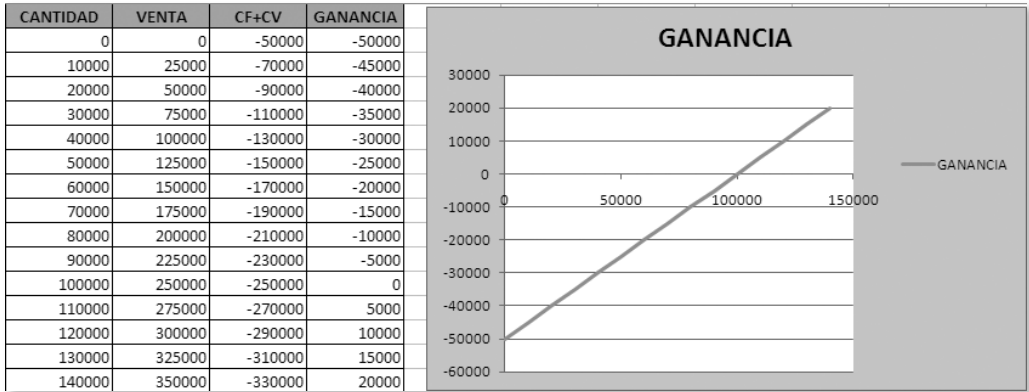 CANTIDAD VENTA CF+CV GANANCIA
0 0 -50000 -50000
10000 25000 -70000 -45000
20000 50000 -90000 -40000
30000 75000 -110000 -35000
40000 100000 -130000 -30000
50000 125000 -150000 -25000
60000 150000 -170000 -20000
70000 175000 -190000 -15000
80000 200000 -210000 -10000
90000 225000 -230000 -5000
100000 250000 -250000 0
110000 275000 -270000 5000
120000 300000 -290000 10000
130000 325000 -310000 15000
140000 350000 -330000 20000
GANANCIA
30000
20000
10000
0
-10000
-20000
-30000
-40000
-50000
-60000
0 50000 100000 150000
GANANCIA